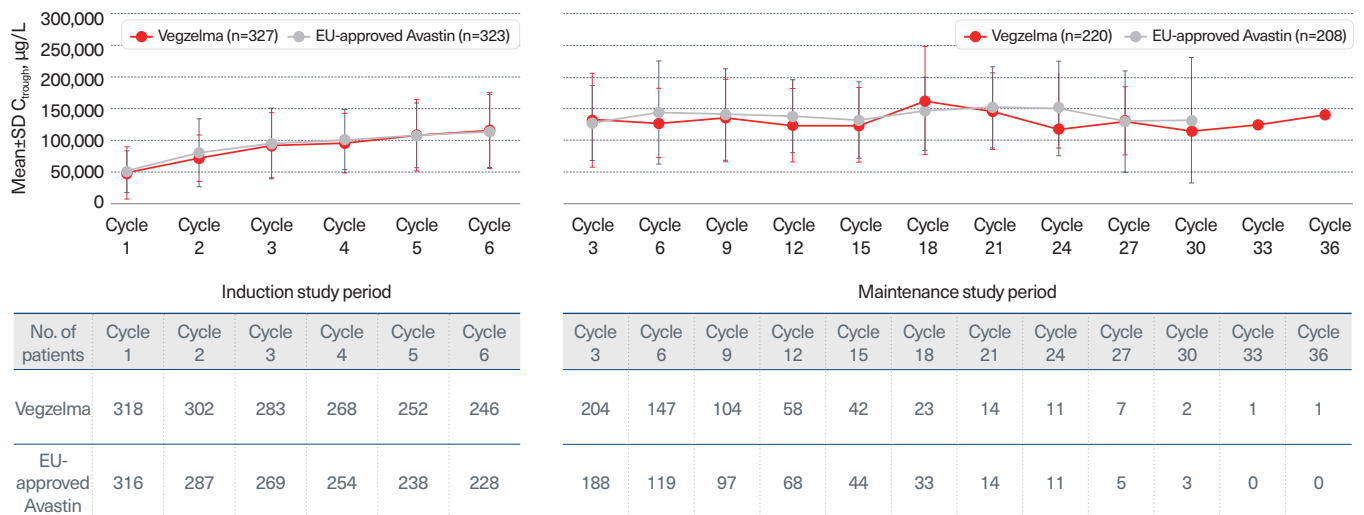 Mean±SD Ctrough, μg/L
300,000
250,000
200,000
150,000
100,000
50,000
0
Vegzelma (n=327) EU-approved Avastin (n=323)
Vegzelma (n=220) EU-approved Avastin (n=208)
Cycle 1 Cycle 2 Cycle 3 Cycle 4 Cycle 5 Cycle 6
Cycle 3 Cycle 6 Cycle 9 Cycle 12 Cycle 15 Cycle 18 Cycle 21 Cycle 24 Cycle 27 Cycle 30 Cycle 33 Cycle 36
Induction study period
Maintenance study period
No. of patients Cycle 1 Cycle 2 Cycle 3 Cycle 4 Cycle 5 Cycle 6
Vegzelma 318 302 283 268 252 246
EU-approved Avastin 316 287 269 254 238 228
Cycle 3 Cycle 6 Cycle 9 Cycle 12 Cycle 15 Cycle 18 Cycle 21 Cycle 24 Cycle 27 Cycle 30 Cycle 33 Cycle 36
204 147 104 58 42 23 14 11 7 2 1 1
188 119 97 68 44 33 14 11 5 3 0 0